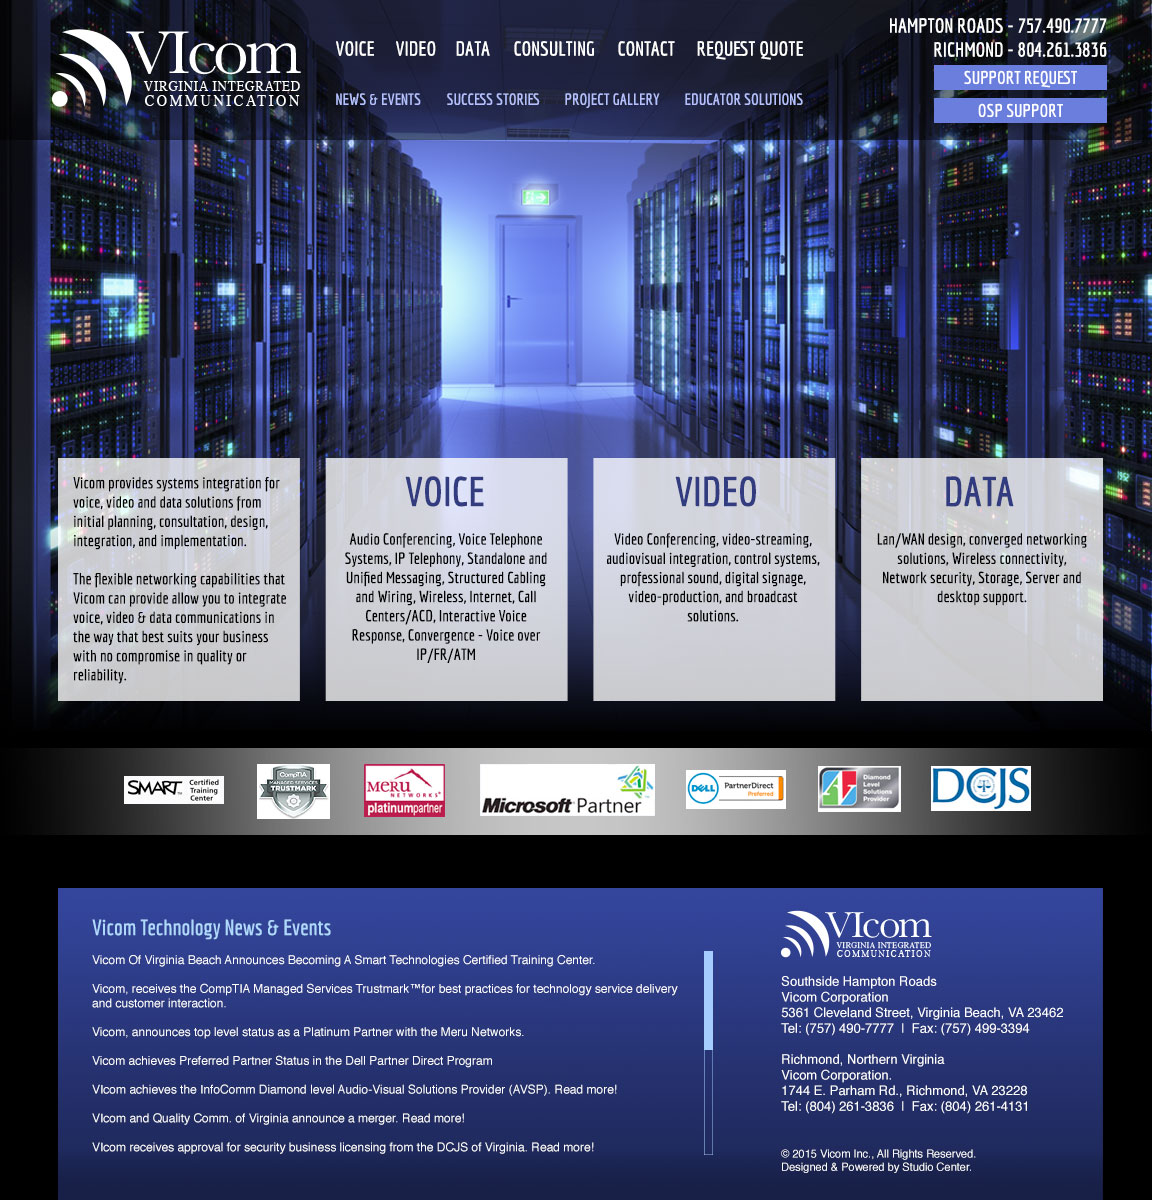 VIcom
VIRGINIA INTEGRATED
COMMUNICATION
VOICE VIDEO DATA CONSULTING CONTACT REQUEST QUOTE
NEWS & EVENTS SUCCESS STORIES PROJECT GALLERY EDUCATOR SOLUTIONS
HAMPTON ROADS - 757.490.7777
RICHMOND - 804.261.3836
SUPPORT REQUEST
OSP SUPPORT
Vicom provides systems integration for
voice, video and data solutions from
initial planning, consultation, design,
integration, and implementation.
The flexible networking capabilities that
Vicom can provide allow you to integrate
voice, video & data communications in
the way that best suits your business
with no compromise in quality or
reliability.
VOICE
Audio Conferencing, Voice Telephone
Systems, IP Telephony, Standalone and
Unified Messaging, Structured Cabling
and Wiring, Wireless, Internet, Call
Centers/ACD, Interactive Voice
Response, Convergence - Voice over
IP/FR/ATM
VIDEO
Video Conferencing, video-streaming,
audiovisual integration, control systems,
professional sound, digital signage,
video-production, and broadcast
solutions.
DATA
Lan/WAN design, converged networking
solutions, Wireless connectivity,
Network security, Storage, Server and
desktop support.
SMART™ Certified
Training
Center
CompTIA
MANAGED SERVICES
TRUSTMARK
MERU
NETWORKS
platinumpartner
Microsoft Partner
DELL PartnerDirect
Preferred
Diamond
Level
Solutions
Provider
DCJS
Vicom Technology News & Events
Vicom Of Virginia Beach Announces Becoming A Smart Technologies Certified Training Center.
Vicom, receives the CompTIA Managed Services Trustmark™for best practices for technology service delivery
and customer interaction.
Vicom, announces top level status as a Platinum Partner with the Meru Networks.
Vicom achieves Preferred Partner Status in the Dell Partner Direct Program
VIcom achieves the InfoComm Diamond level Audio-Visual Solutions Provider (AVSP). Read more!
VIcom and Quality Comm. of Virginia announce a merger. Read more!
VIcom receives approval for security business licensing from the DCJS of Virginia. Read more!
VIcom
VIRGINIA INTEGRATED
COMMUNICATION
Southside Hampton Roads
Vicom Corporation
5361 Cleveland Street, Virginia Beach, VA 23462
Tel: (757) 490-7777 | Fax: (757) 499-3394
Richmond, Northern Virginia
Vicom Corporation.
1744 E. Parham Rd., Richmond, VA 23228
Tel: (804) 261-3836 | Fax: (804) 261-4131
© 2015 Vicom Inc., All Rights Reserved.
Designed & Powered by Studio Center.